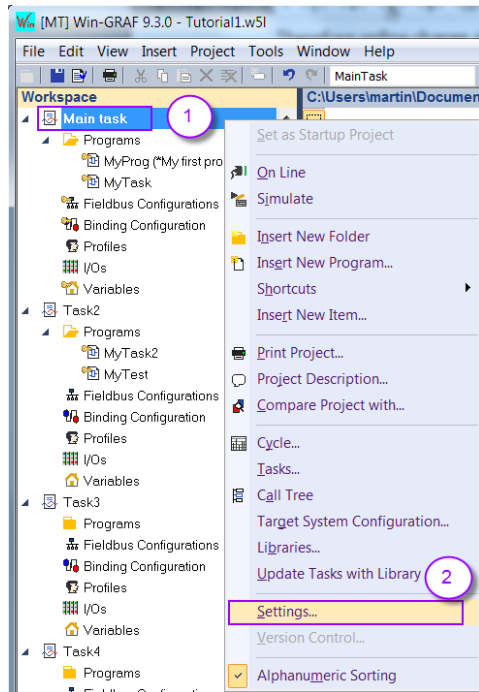 [MT] Win-GRAF 9.3.0 - Tutorial1.w5l
File Edit View Insert Project Tools Window Help
MainTask
Workspace
C:\Users\martin\Documen
Main task
1
Programs
MyProg (*My first pro
MyTask
Fieldbus Configurations
Binding Configuration
Profiles
I/Os
Variables
Task2
Programs
MyTask2
MyTest
Fieldbus Configurations
Binding Configuration
Profiles
I/Os
Variables
Task3
Programs
Fieldbus Configurations
Binding Configuration
Profiles
I/Os
Variables
Task4
Programs
Set as Startup Project
On Line
Simulate
Insert New Folder
Insert New Program...
Shortcuts
Insert New Item...
Print Project...
Project Description...
Compare Project with...
Cycle...
Tasks...
Call Tree
Target System Configuration...
Libraries...
Update Tasks with Library
2
Settings...
Version Control...
Alphanumeric Sorting